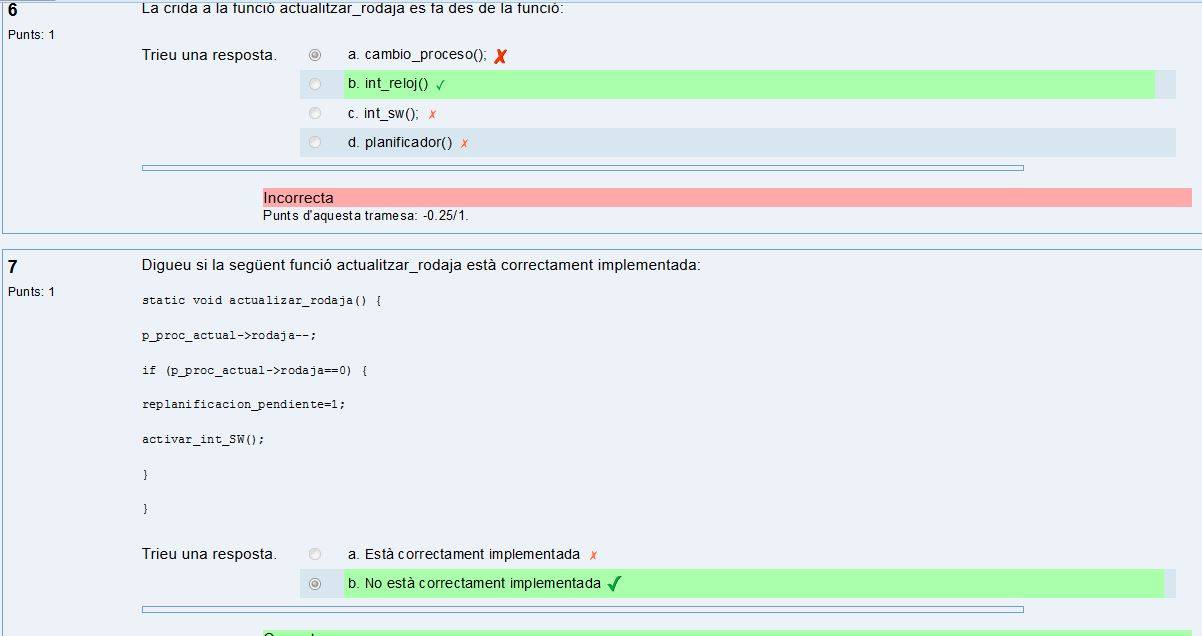 6
La crida a la funció actualitzar_rodaja es fa des de la funció:
Punts: 1
Trieu una resposta.
a. cambio_proceso(); ✗
b. int_reloj() ✓
c. int_sw(); ✗
d. planificador() ✗
Incorrecta
Punts d'aquesta tramesa: -0.25/1.
7
Digueu si la següent funció actualitzar_rodaja està correctament implementada:
Punts: 1
static void actualizar_rodaja() {
p_proc_actual->rodaja--;
if (p_proc_actual->rodaja==0) {
replanificacion_pendiente=1;
activar_int_SW();
}
}
Trieu una resposta.
a. Està correctament implementada ✗
b. No està correctament implementada ✓